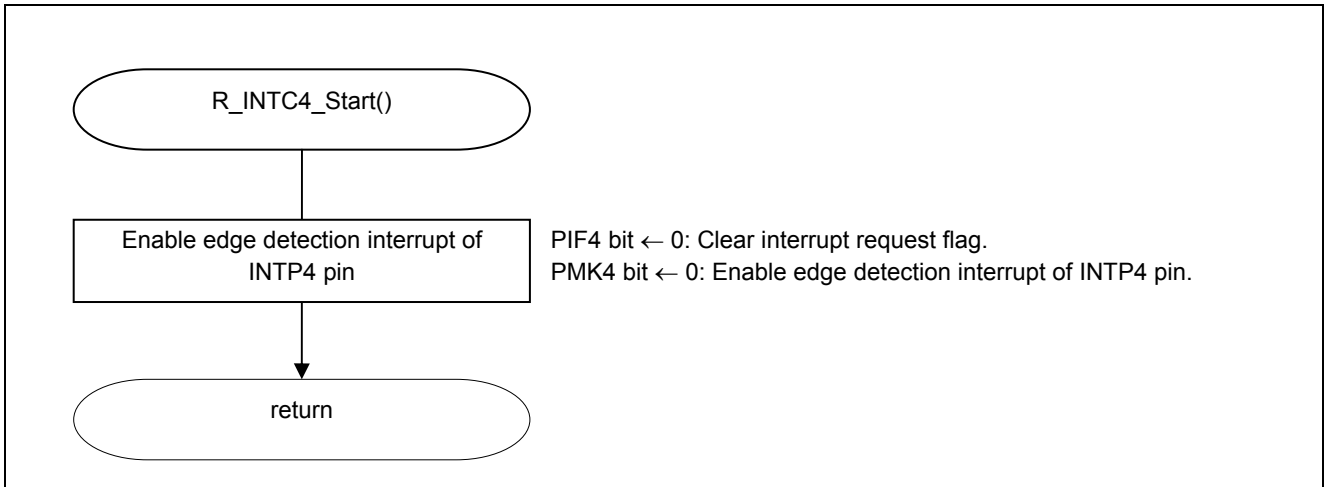 R_INTC4_Start()
Enable edge detection interrupt of
INTP4 pin
PIF4 bit ← 0: Clear interrupt request flag.
PMK4 bit ← 0: Enable edge detection interrupt of INTP4 pin.
return